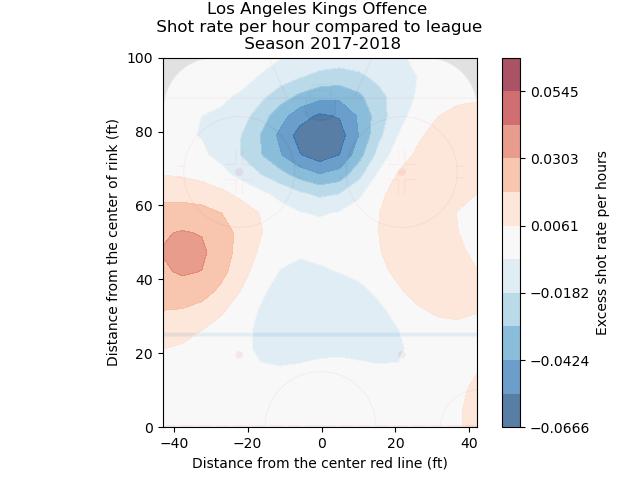 Los Angeles Kings Offence
Shot rate per hour compared to league
Season 2017-2018
100
80
60
40
20
0
−40
−20
0
20
40
Distance from the center of rink (ft)
Distance from the center red line (ft)
0.0545
0.0303
0.0061
−0.0182
−0.0424
−0.0666
Excess shot rate per hours